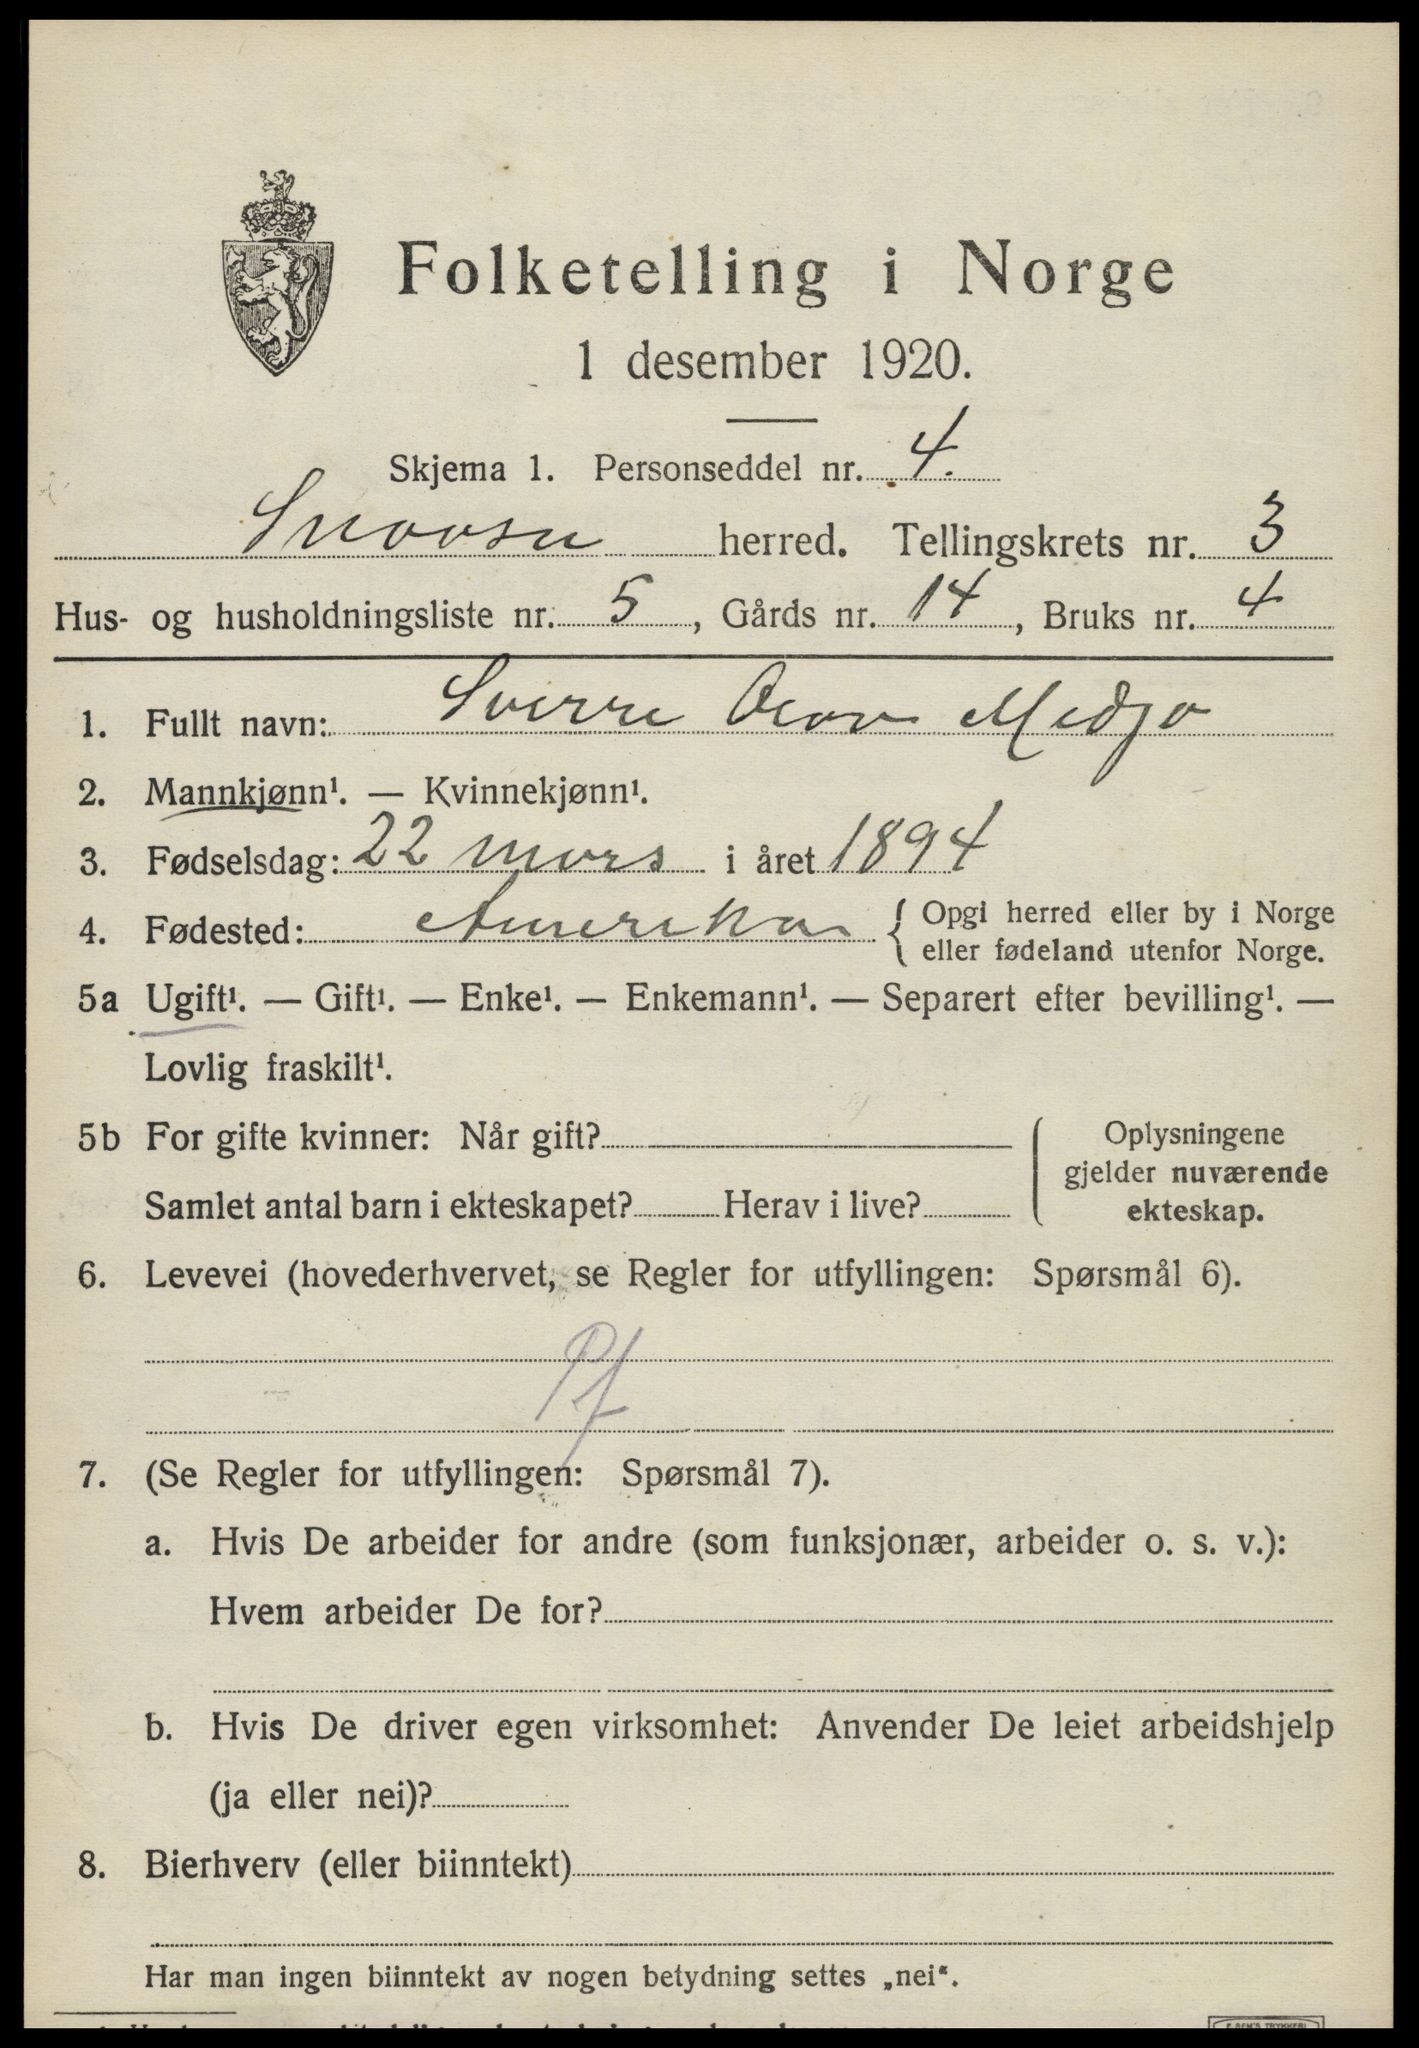 Folketelling i Norge
1 desember 1920.
Skjema 1. Personseddel nr. 4.
Snaasa herred. Tellingskrets nr. 3
Hus- og husholdningsliste nr. 5, Gårds nr. 14, Bruks nr. 4
1. Fullt navn: Sverre Olav Medjo
2. Mannkjønn¹. — Kvinnekjønn¹.
3. Fødselsdag: 22 mars i året 1894
4. Fødested: Amerika { Opgi herred eller by i Norge
eller fødeland utenfor Norge.
5a Ugift¹. — Gift¹. — Enke¹. — Enkemann¹. — Separert efter bevilling¹. —
Lovlig fraskilt¹.
5b For gifte kvinner: Når gift?
Samlet antal barn i ekteskapet? Herav i live?
{ Oplysningene
gjelder nuværende
ekteskap.
6. Levevei (hovederhvervet, se Regler for utfyllingen: Spørsmål 6).
Pf
7. (Se Regler for utfyllingen: Spørsmål 7).
a. Hvis De arbeider for andre (som funksjonær, arbeider o. s. v.):
Hvem arbeider De for?
b. Hvis De driver egen virksomhet: Anvender De leiet arbeidshjelp
(ja eller nei)?
8. Bierhverv (eller biinntekt)
Har man ingen biinntekt av nogen betydning settes „nei“.